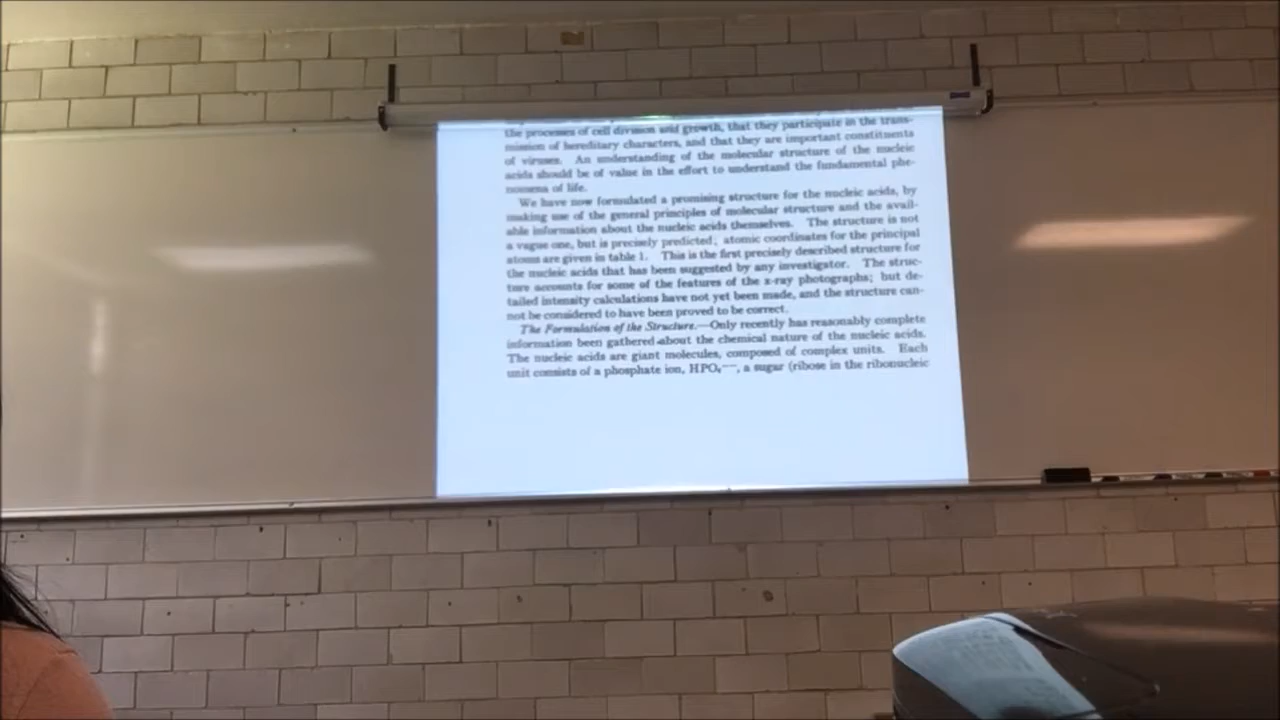 the processes of cell division and growth, that they participate in the trans-
mission of hereditary characters, and that they are important constituents
of viruses. An understanding of the molecular structure of the nucleic
acids should be of value in the effort to understand the fundamental phe-
nomena of life.
We have now formulated a promising structure for the nucleic acids, by
making use of the general principles of molecular structure and the avail-
able information about the nucleic acids themselves. The structure is not
a vague one, but is precisely predicted; atomic coordinates for the principal
atoms are given in table 1. This is the first precisely described structure for
the nucleic acids that has been suggested by any investigator. The struc-
ture accounts for some of the features of the x-ray photographs; but de-
tailed intensity calculations have not yet been made, and the structure can-
not be considered to have been proved to be correct.
The Formulation of the Structure.—Only recently has reasonably complete
information been gathered about the chemical nature of the nucleic acids.
The nucleic acids are giant molecules, composed of complex units. Each
unit consists of a phosphate ion, HPO₄⁻⁻, a sugar (ribose in the ribonucleic